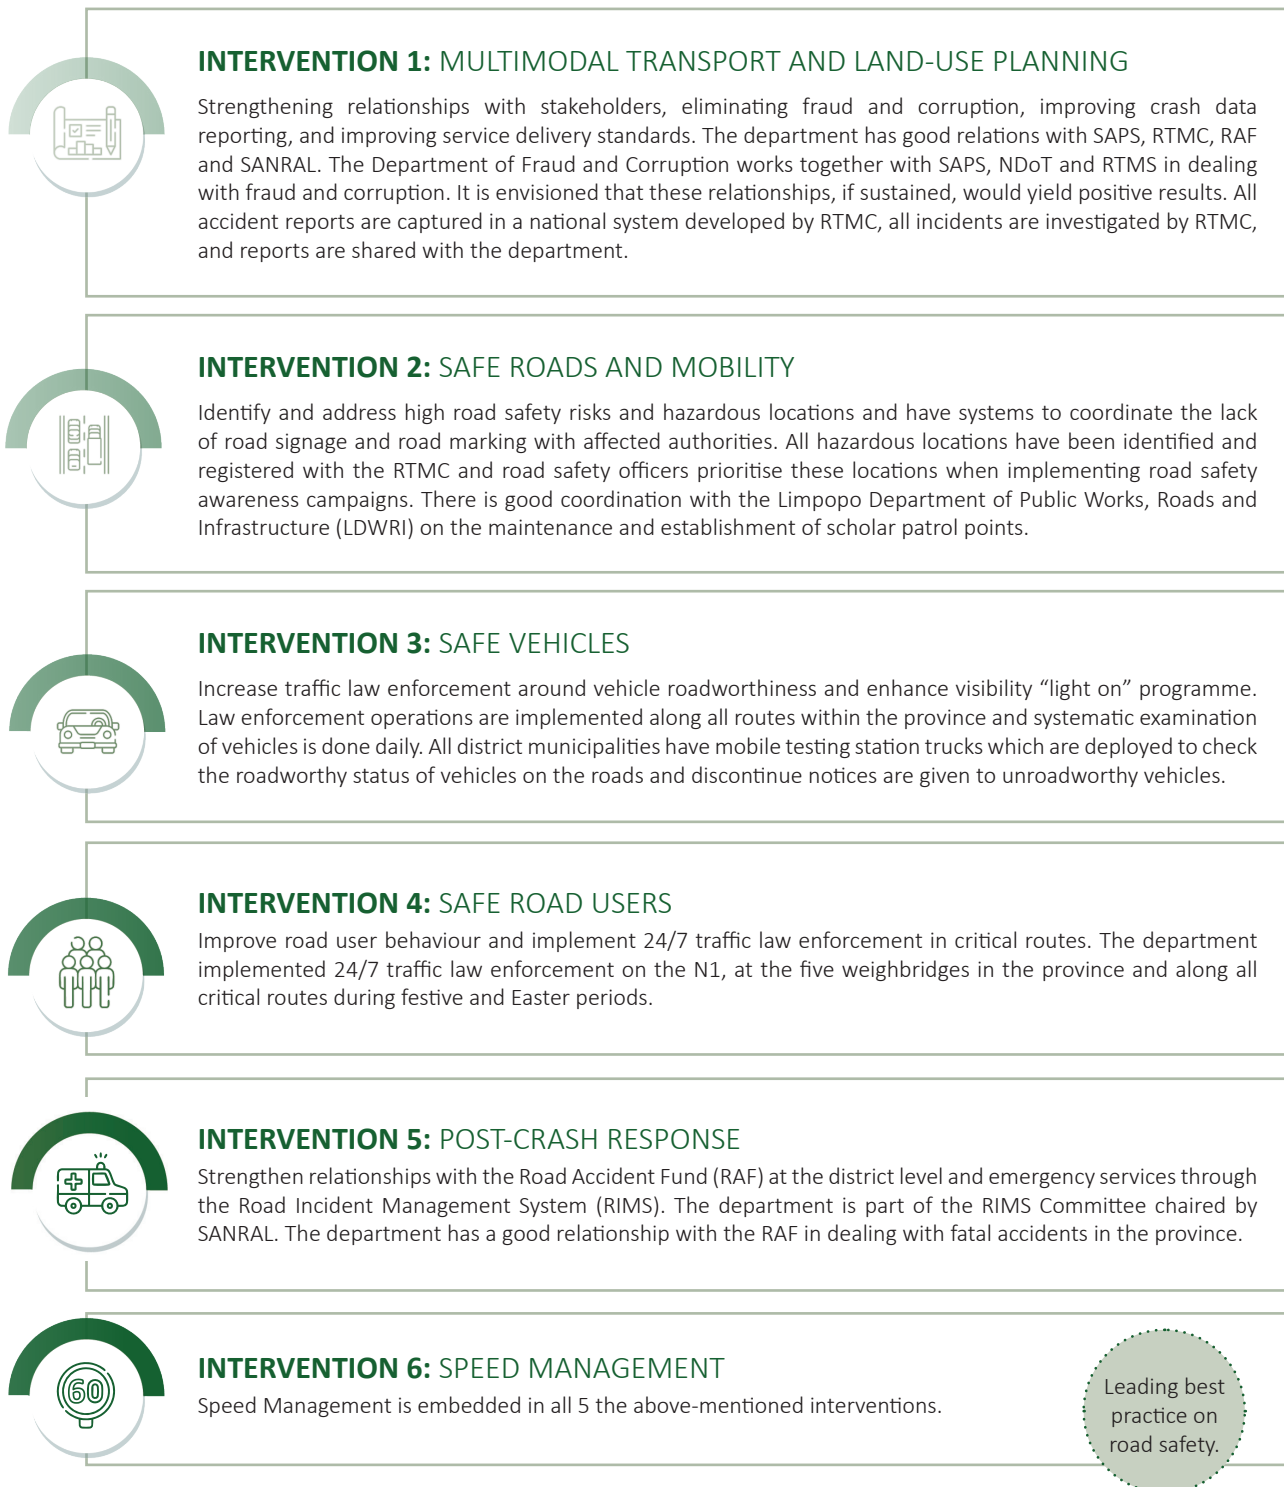 INTERVENTION 1: MULTIMODAL TRANSPORT AND LAND-USE PLANNING
Strengthening relationships with stakeholders, eliminating fraud and corruption, improving crash data
reporting, and improving service delivery standards. The department has good relations with SAPS, RTMC, RAF
and SANRAL. The Department of Fraud and Corruption works together with SAPS, NDoT and RTMS in dealing
with fraud and corruption. It is envisioned that these relationships, if sustained, would yield positive results. All
accident reports are captured in a national system developed by RTMC, all incidents are investigated by RTMC,
and reports are shared with the department.
INTERVENTION 2: SAFE ROADS AND MOBILITY
Identify and address high road safety risks and hazardous locations and have systems to coordinate the lack
of road signage and road marking with affected authorities. All hazardous locations have been identified and
registered with the RTMC and road safety officers prioritise these locations when implementing road safety
awareness campaigns. There is good coordination with the Limpopo Department of Public Works, Roads and
Infrastructure (LDWRI) on the maintenance and establishment of scholar patrol points.
INTERVENTION 3: SAFE VEHICLES
Increase traffic law enforcement around vehicle roadworthiness and enhance visibility “light on” programme.
Law enforcement operations are implemented along all routes within the province and systematic examination
of vehicles is done daily. All district municipalities have mobile testing station trucks which are deployed to check
the roadworthy status of vehicles on the roads and discontinue notices are given to unroadworthy vehicles.
INTERVENTION 4: SAFE ROAD USERS
Improve road user behaviour and implement 24/7 traffic law enforcement in critical routes. The department
implemented 24/7 traffic law enforcement on the N1, at the five weighbridges in the province and along all
critical routes during festive and Easter periods.
INTERVENTION 5: POST-CRASH RESPONSE
Strengthen relationships with the Road Accident Fund (RAF) at the district level and emergency services through
the Road Incident Management System (RIMS). The department is part of the RIMS Committee chaired by
SANRAL. The department has a good relationship with the RAF in dealing with fatal accidents in the province.
60
INTERVENTION 6: SPEED MANAGEMENT
Speed Management is embedded in all 5 the above-mentioned interventions.
Leading best
practice on
road safety.